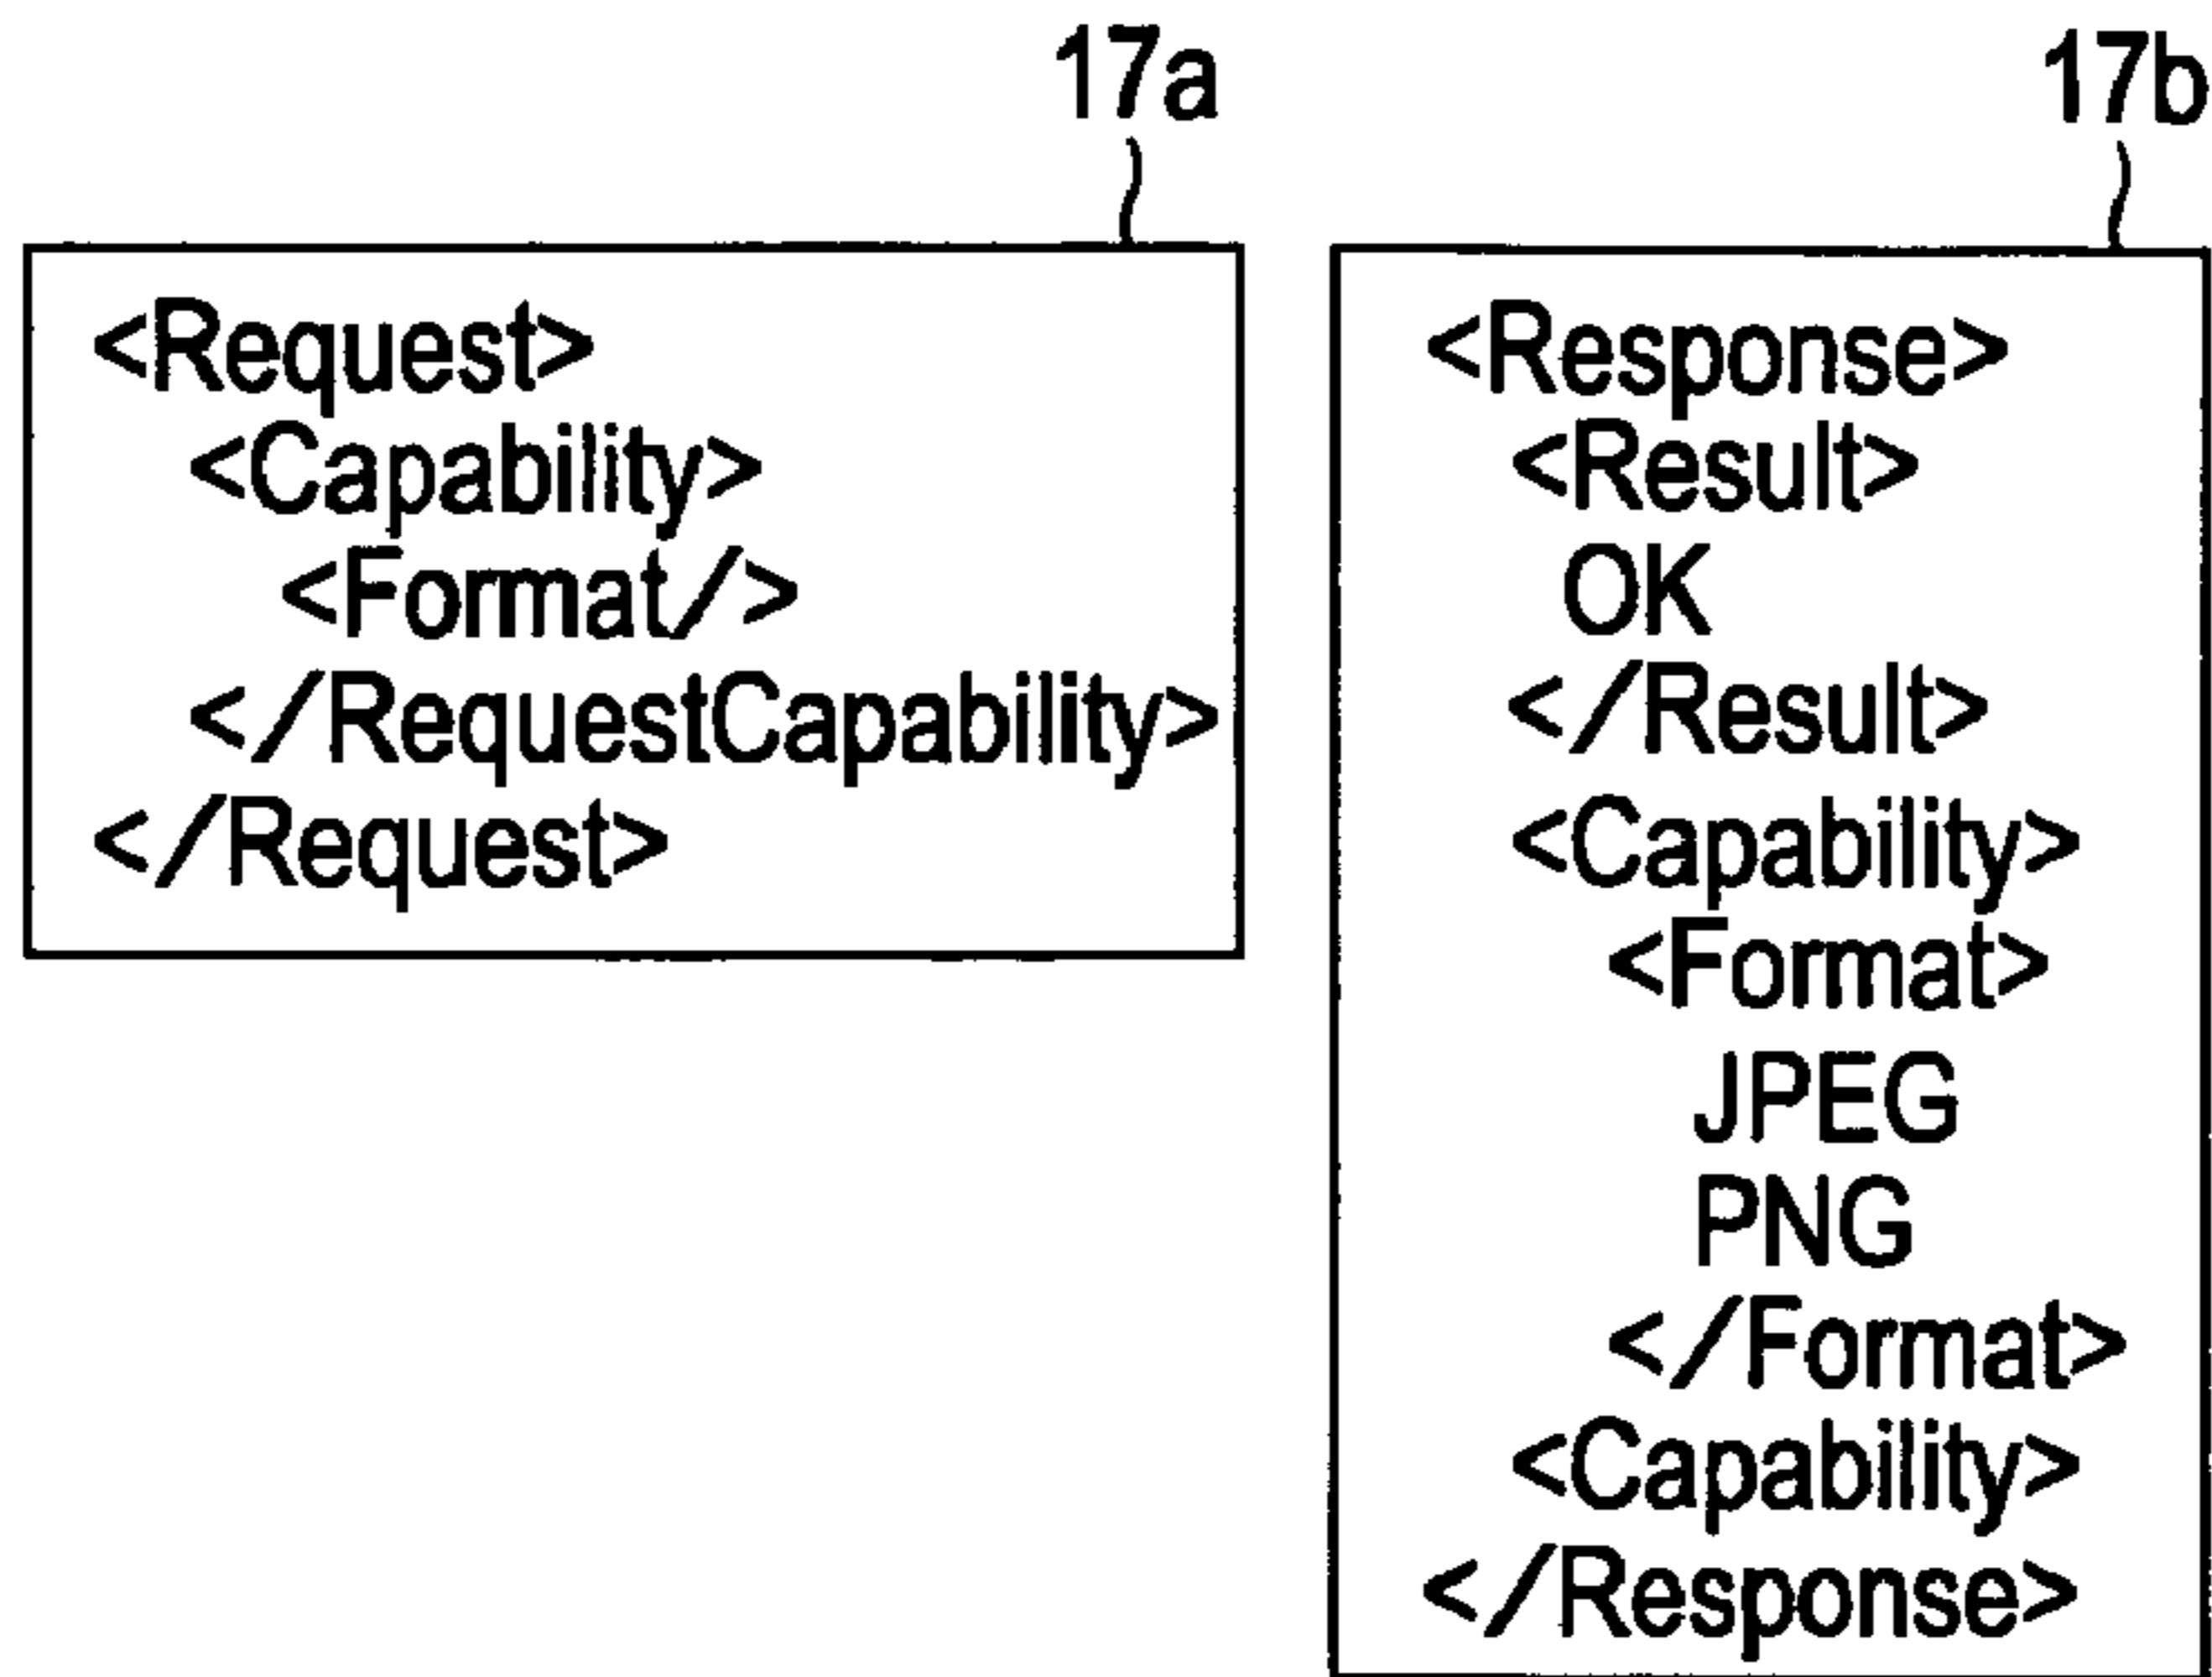 17a
<Request>
<Capability>
<Format/>
</RequestCapability>
</Request>
17b
<Response>
<Result>
OK
</Result>
<Capability>
<Format>
JPEG
PNG
</Format>
<Capability>
</Response>